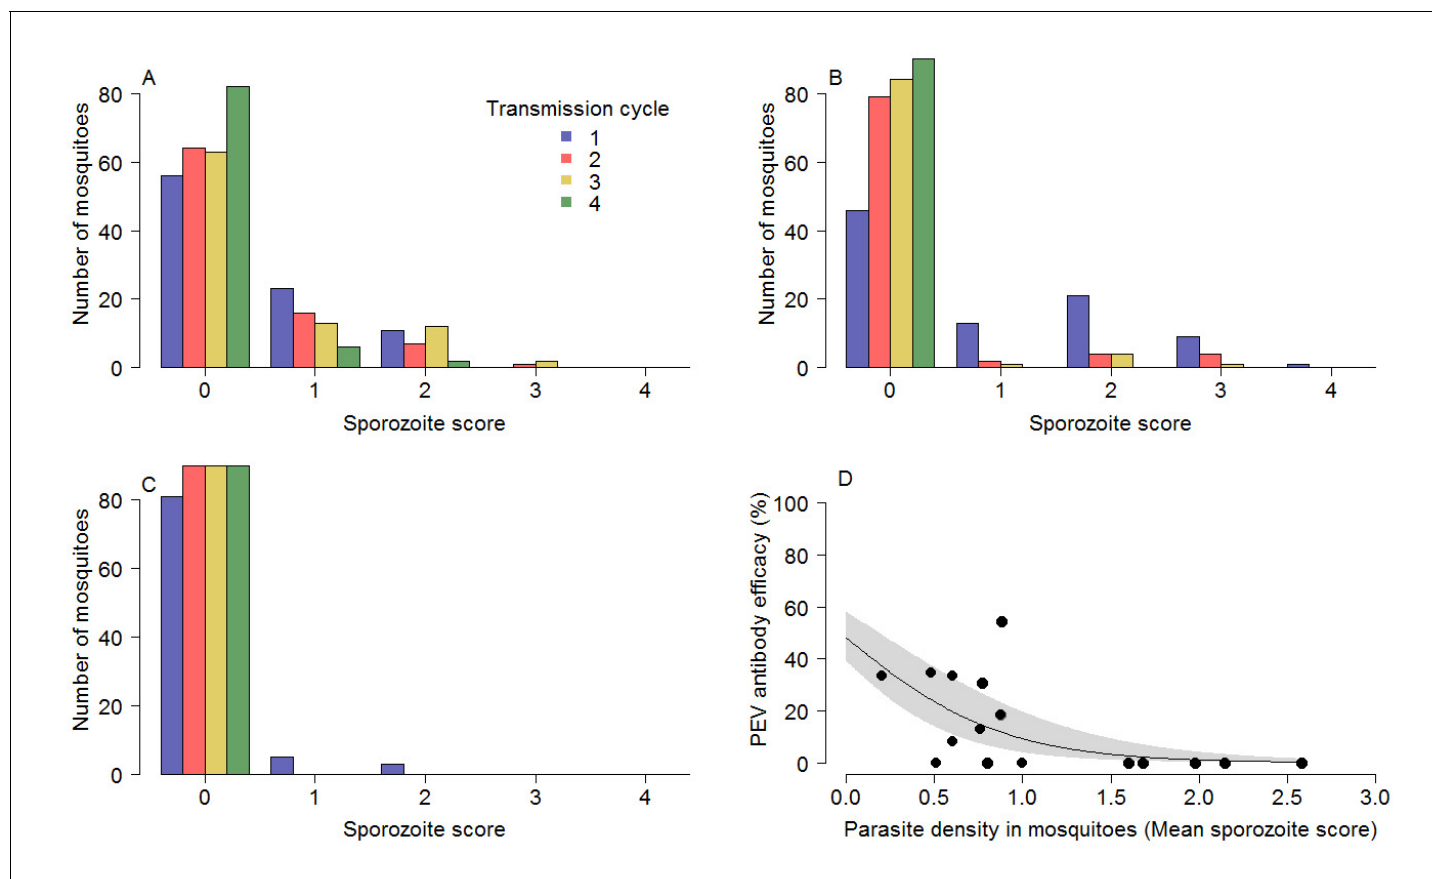 A
Number of mosquitoes
80
60
40
20
0
0 1 2 3 4
Sporozoite score
Transmission cycle
1
2
3
4
B
Number of mosquitoes
80
60
40
20
0
0 1 2 3 4
Sporozoite score
C
Number of mosquitoes
80
60
40
20
0
0 1 2 3 4
Sporozoite score
D
PEV antibody efficacy (%)
100
80
60
40
20
0
0.0 0.5 1.0 1.5 2.0 2.5 3.0
Parasite density in mosquitoes (Mean sporozoite score)